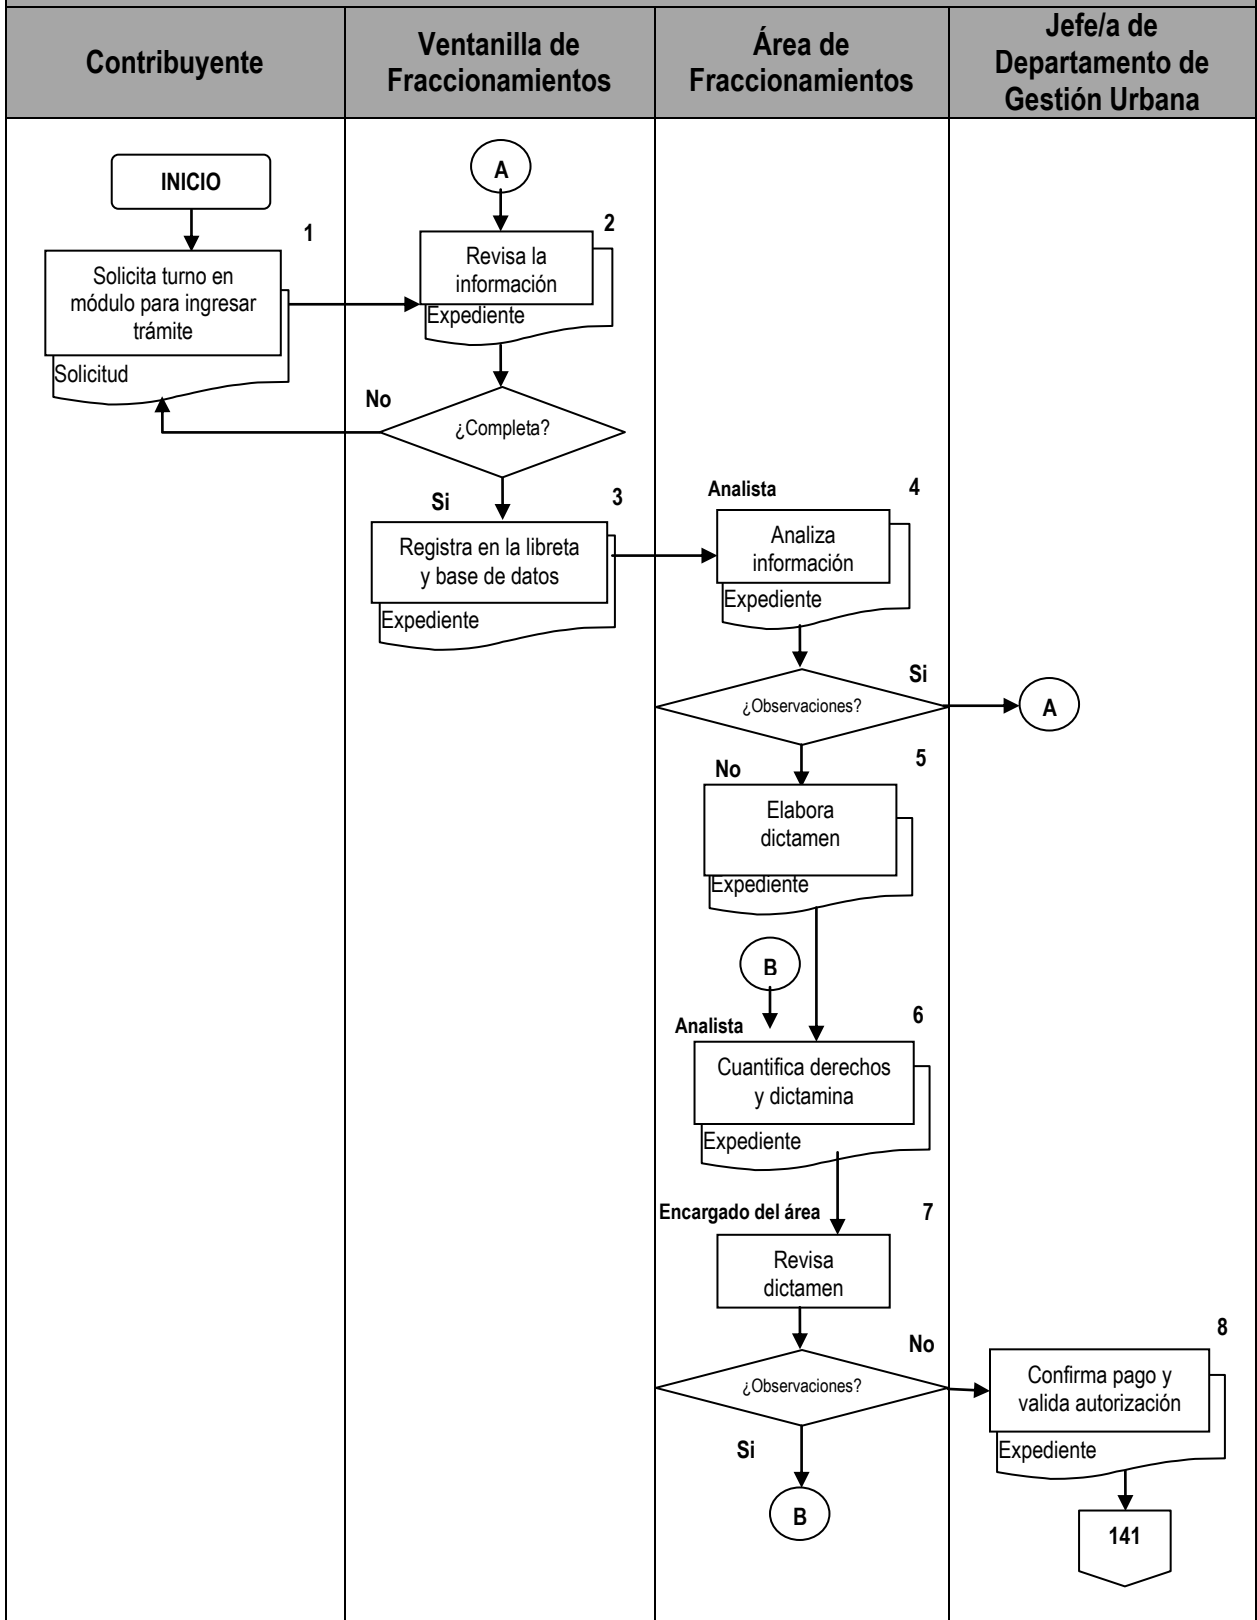 Contribuyente
Ventanilla de
Fraccionamientos
Área de
Fraccionamientos
Jefe/a de
Departamento de
Gestión Urbana
INICIO
1
Solicita turno en
módulo para ingresar
trámite
Solicitud
A
2
Revisa la
información
Expediente
¿Completa?
No
Si
3
Registra en la libreta
y base de datos
Expediente
Analista
4
Analiza
información
Expediente
¿Observaciones?
Si
A
No
5
Elabora
dictamen
Expediente
B
Analista
6
Cuantifica derechos
y dictamina
Expediente
Encargado del área
7
Revisa
dictamen
¿Observaciones?
No
Si
B
8
Confirma pago y
valida autorización
Expediente
141